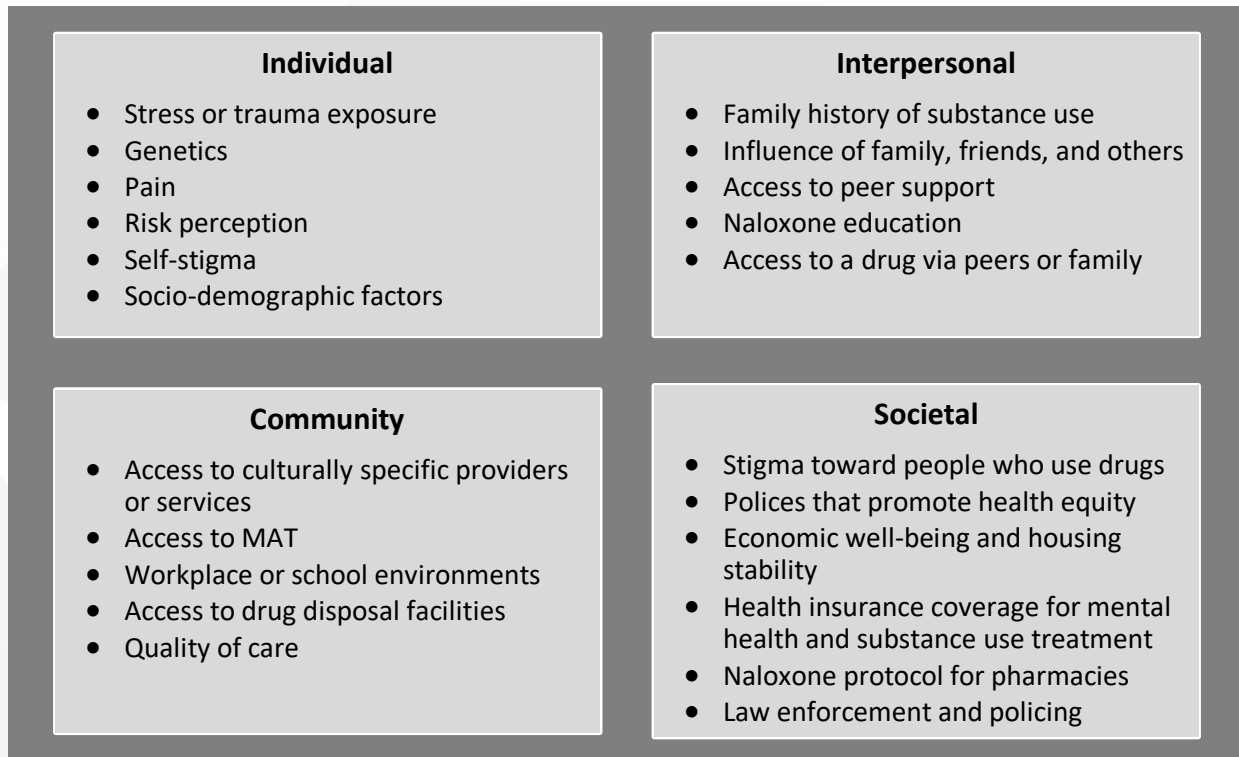 Individual
• Stress or trauma exposure
• Genetics
• Pain
• Risk perception
• Self-stigma
• Socio-demographic factors
Interpersonal
• Family history of substance use
• Influence of family, friends, and others
• Access to peer support
• Naloxone education
• Access to a drug via peers or family
Community
• Access to culturally specific providers
or services
• Access to MAT
• Workplace or school environments
• Access to drug disposal facilities
• Quality of care
Societal
• Stigma toward people who use drugs
• Polices that promote health equity
• Economic well-being and housing
stability
• Health insurance coverage for mental
health and substance use treatment
• Naloxone protocol for pharmacies
• Law enforcement and policing